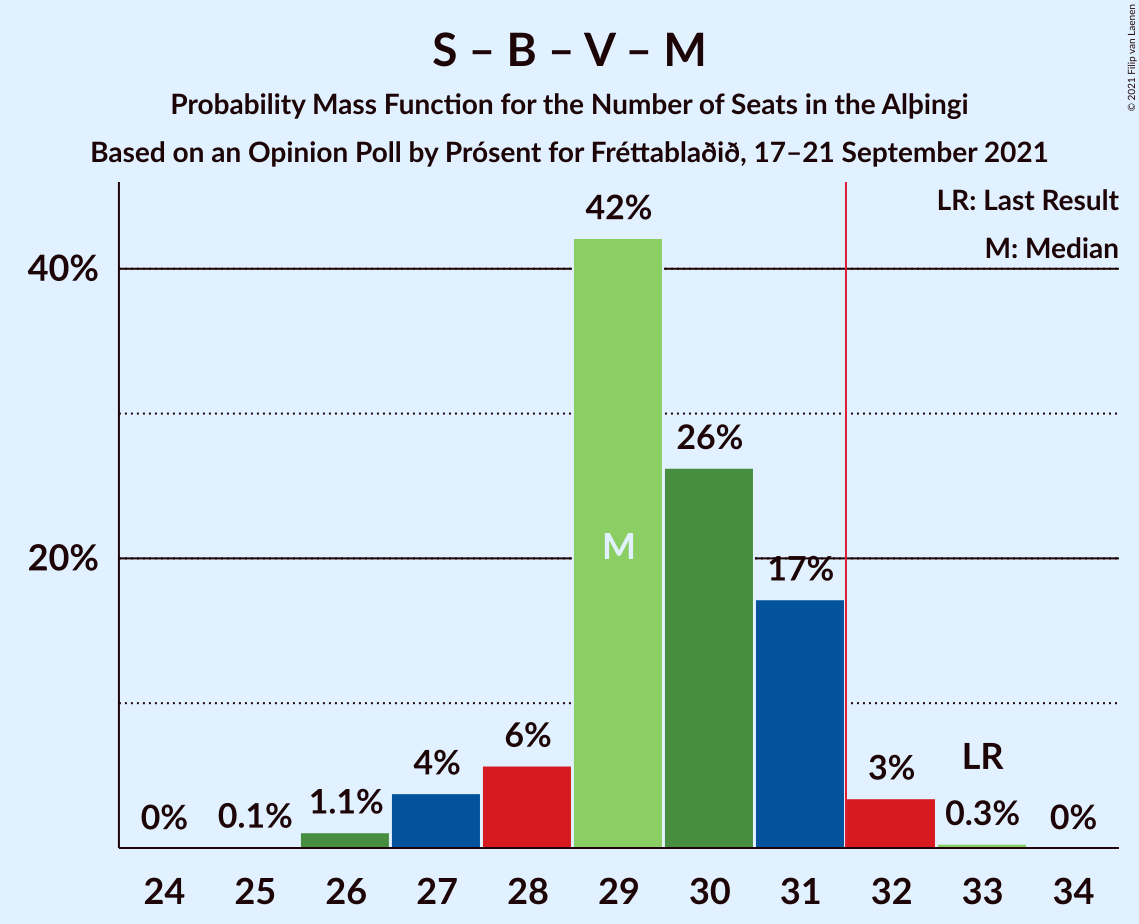 S – B – V – M
Probability Mass Function for the Number of Seats in the Alþingi
Based on an Opinion Poll by Prósent for Fréttablaðið, 17–21 September 2021
© 2021 Filip van Laenen
LR: Last Result
M: Median
40%
20%
0%
0.1%
1.1%
4%
6%
42%
M
26%
17%
3%
LR
0.3%
0%
24 25 26 27 28 29 30 31 32 33 34